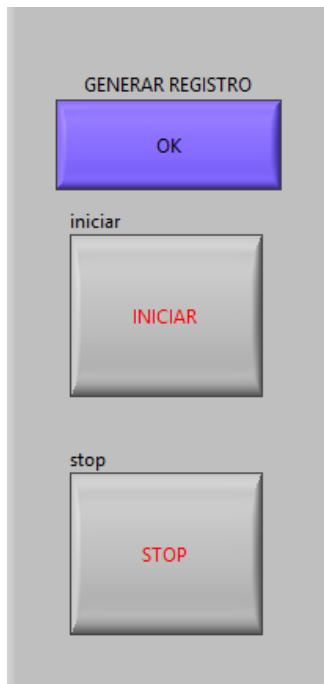 GENERAR REGISTRO
OK
iniciar
INICIAR
stop
STOP